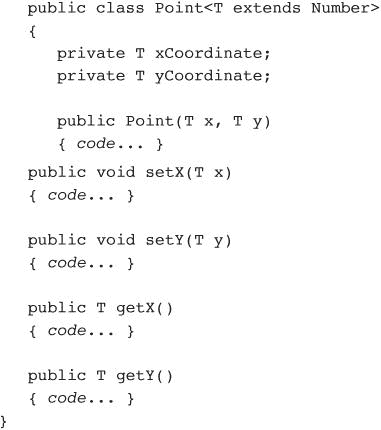 public class Point<T extends Number>
{
private T xCoordinate;
private T yCoordinate;
public Point(T x, T y)
{ code... }
public void setX(T x)
{ code... }
public void setY(T y)
{ code... }
public T getX()
{ code... }
public T getY()
{ code... }
}